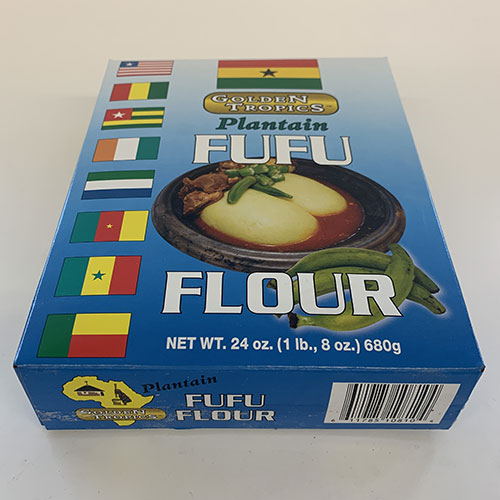 GOLDEN
TROPICS
Plantain
FUFU
FLOUR
NET WT. 24 oz. (1 lb., 8 oz.) 680g
Plantain
GOLDEN
TROPICS
FUFU
FLOUR